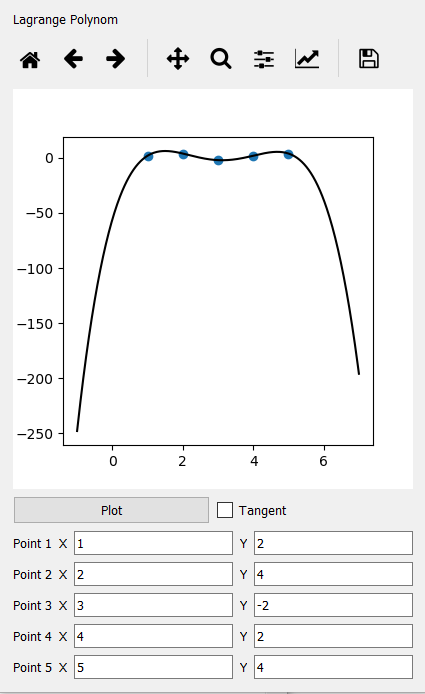 Lagrange Polynom
0
−50
−100
−150
−200
−250
0 2 4 6
Plot Tangent
Point 1 X 1 Y 2
Point 2 X 2 Y 4
Point 3 X 3 Y -2
Point 4 X 4 Y 2
Point 5 X 5 Y 4